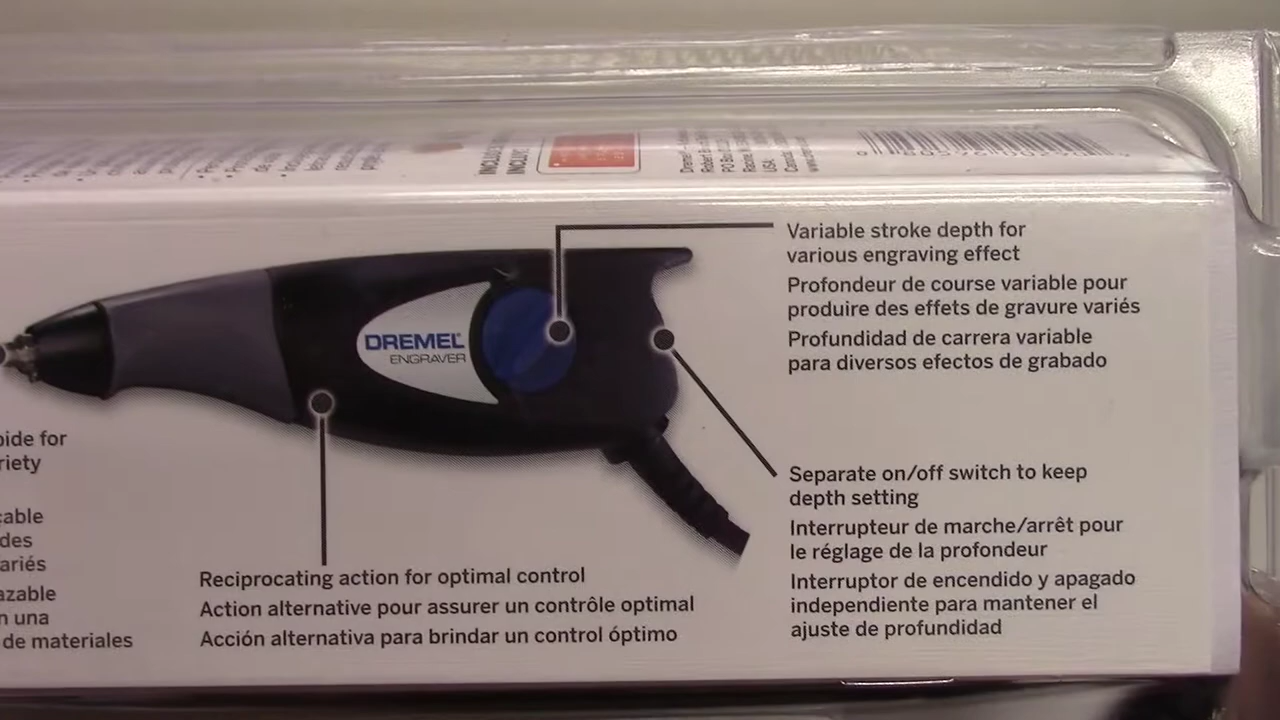 Variable stroke depth for
various engraving effect
Profondeur de course variable pour
produire des effets de gravure variés
Profundidad de carrera variable
para diversos efectos de grabado
DREMEL
ENGRAVER
Separate on/off switch to keep
depth setting
Interrupteur de marche/arrêt pour
le réglage de la profondeur
Interruptor de encendido y apagado
independiente para mantener el
ajuste de profundidad
Reciprocating action for optimal control
Action alternative pour assurer un contrôle optimal
Acción alternativa para brindar un control óptimo
for
des
n una
de materiales
USA